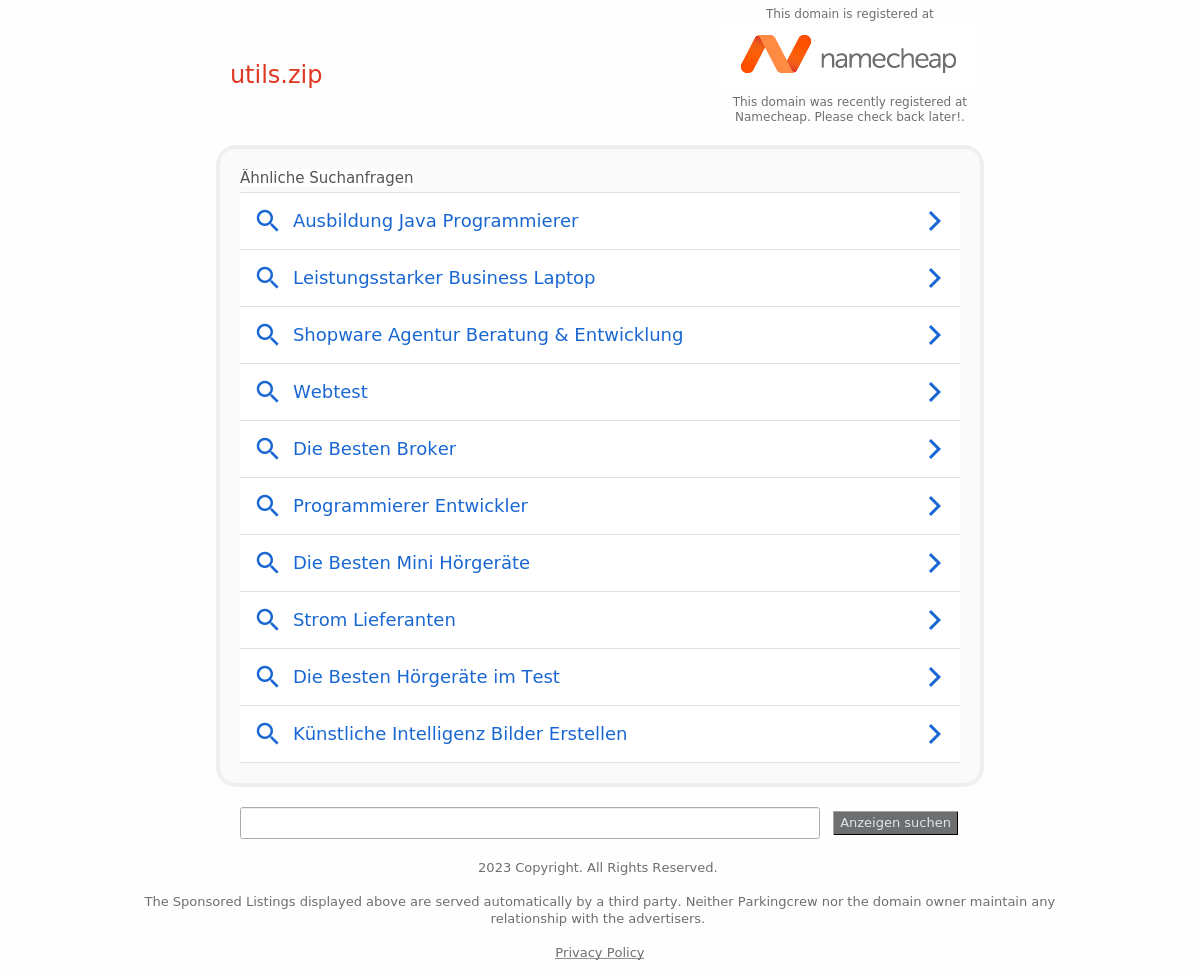 This domain is registered at
namecheap
utils.zip
This domain was recently registered at
Namecheap. Please check back later!.
Ähnliche Suchanfragen
Ausbildung Java Programmierer
Leistungsstarker Business Laptop
Shopware Agentur Beratung & Entwicklung
Webtest
Die Besten Broker
Programmierer Entwickler
Die Besten Mini Hörgeräte
Strom Lieferanten
Die Besten Hörgeräte im Test
Künstliche Intelligenz Bilder Erstellen
Anzeigen suchen
2023 Copyright. All Rights Reserved.
The Sponsored Listings displayed above are served automatically by a third party. Neither Parkingcrew nor the domain owner maintain any
relationship with the advertisers.
Privacy Policy